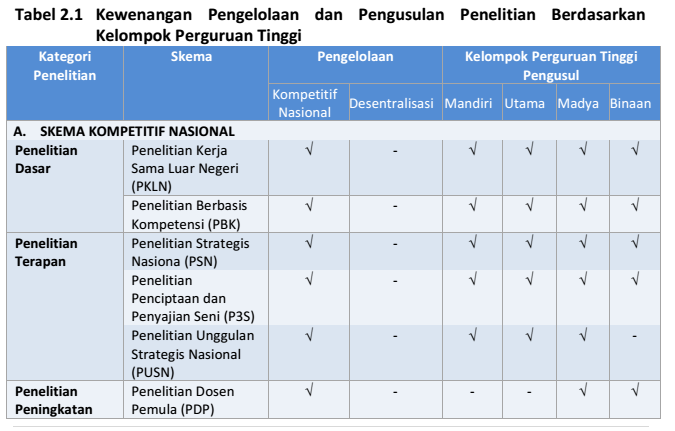 Tabel 2.1 Kewenangan Pengelolaan dan Pengusulan Penelitian Berdasarkan
Kelompok Perguruan Tinggi
Kategori Penelitian Skema Pengelolaan Kelompok Perguruan Tinggi Pengusul
Kompetitif Nasional Desentralisasi Mandiri Utama Madya Binaan
A. SKEMA KOMPETITIF NASIONAL
Penelitian Dasar Penelitian Kerja √ - √ √ √ √
Sama Luar Negeri
(PKLN)
Penelitian Berbasis √ - √ √ √ √
Kompetensi (PBK)
Penelitian Terapan Penelitian Strategis √ - √ √ √ √
Nasiona (PSN)
Penelitian √ - √ √ √ √
Penciptaan dan
Penyajian Seni (P3S)
Penelitian Unggulan √ - √ √ √ -
Strategis Nasional
(PUSN)
Penelitian Peningkatan Penelitian Dosen √ - - - √ √
Pemula (PDP)